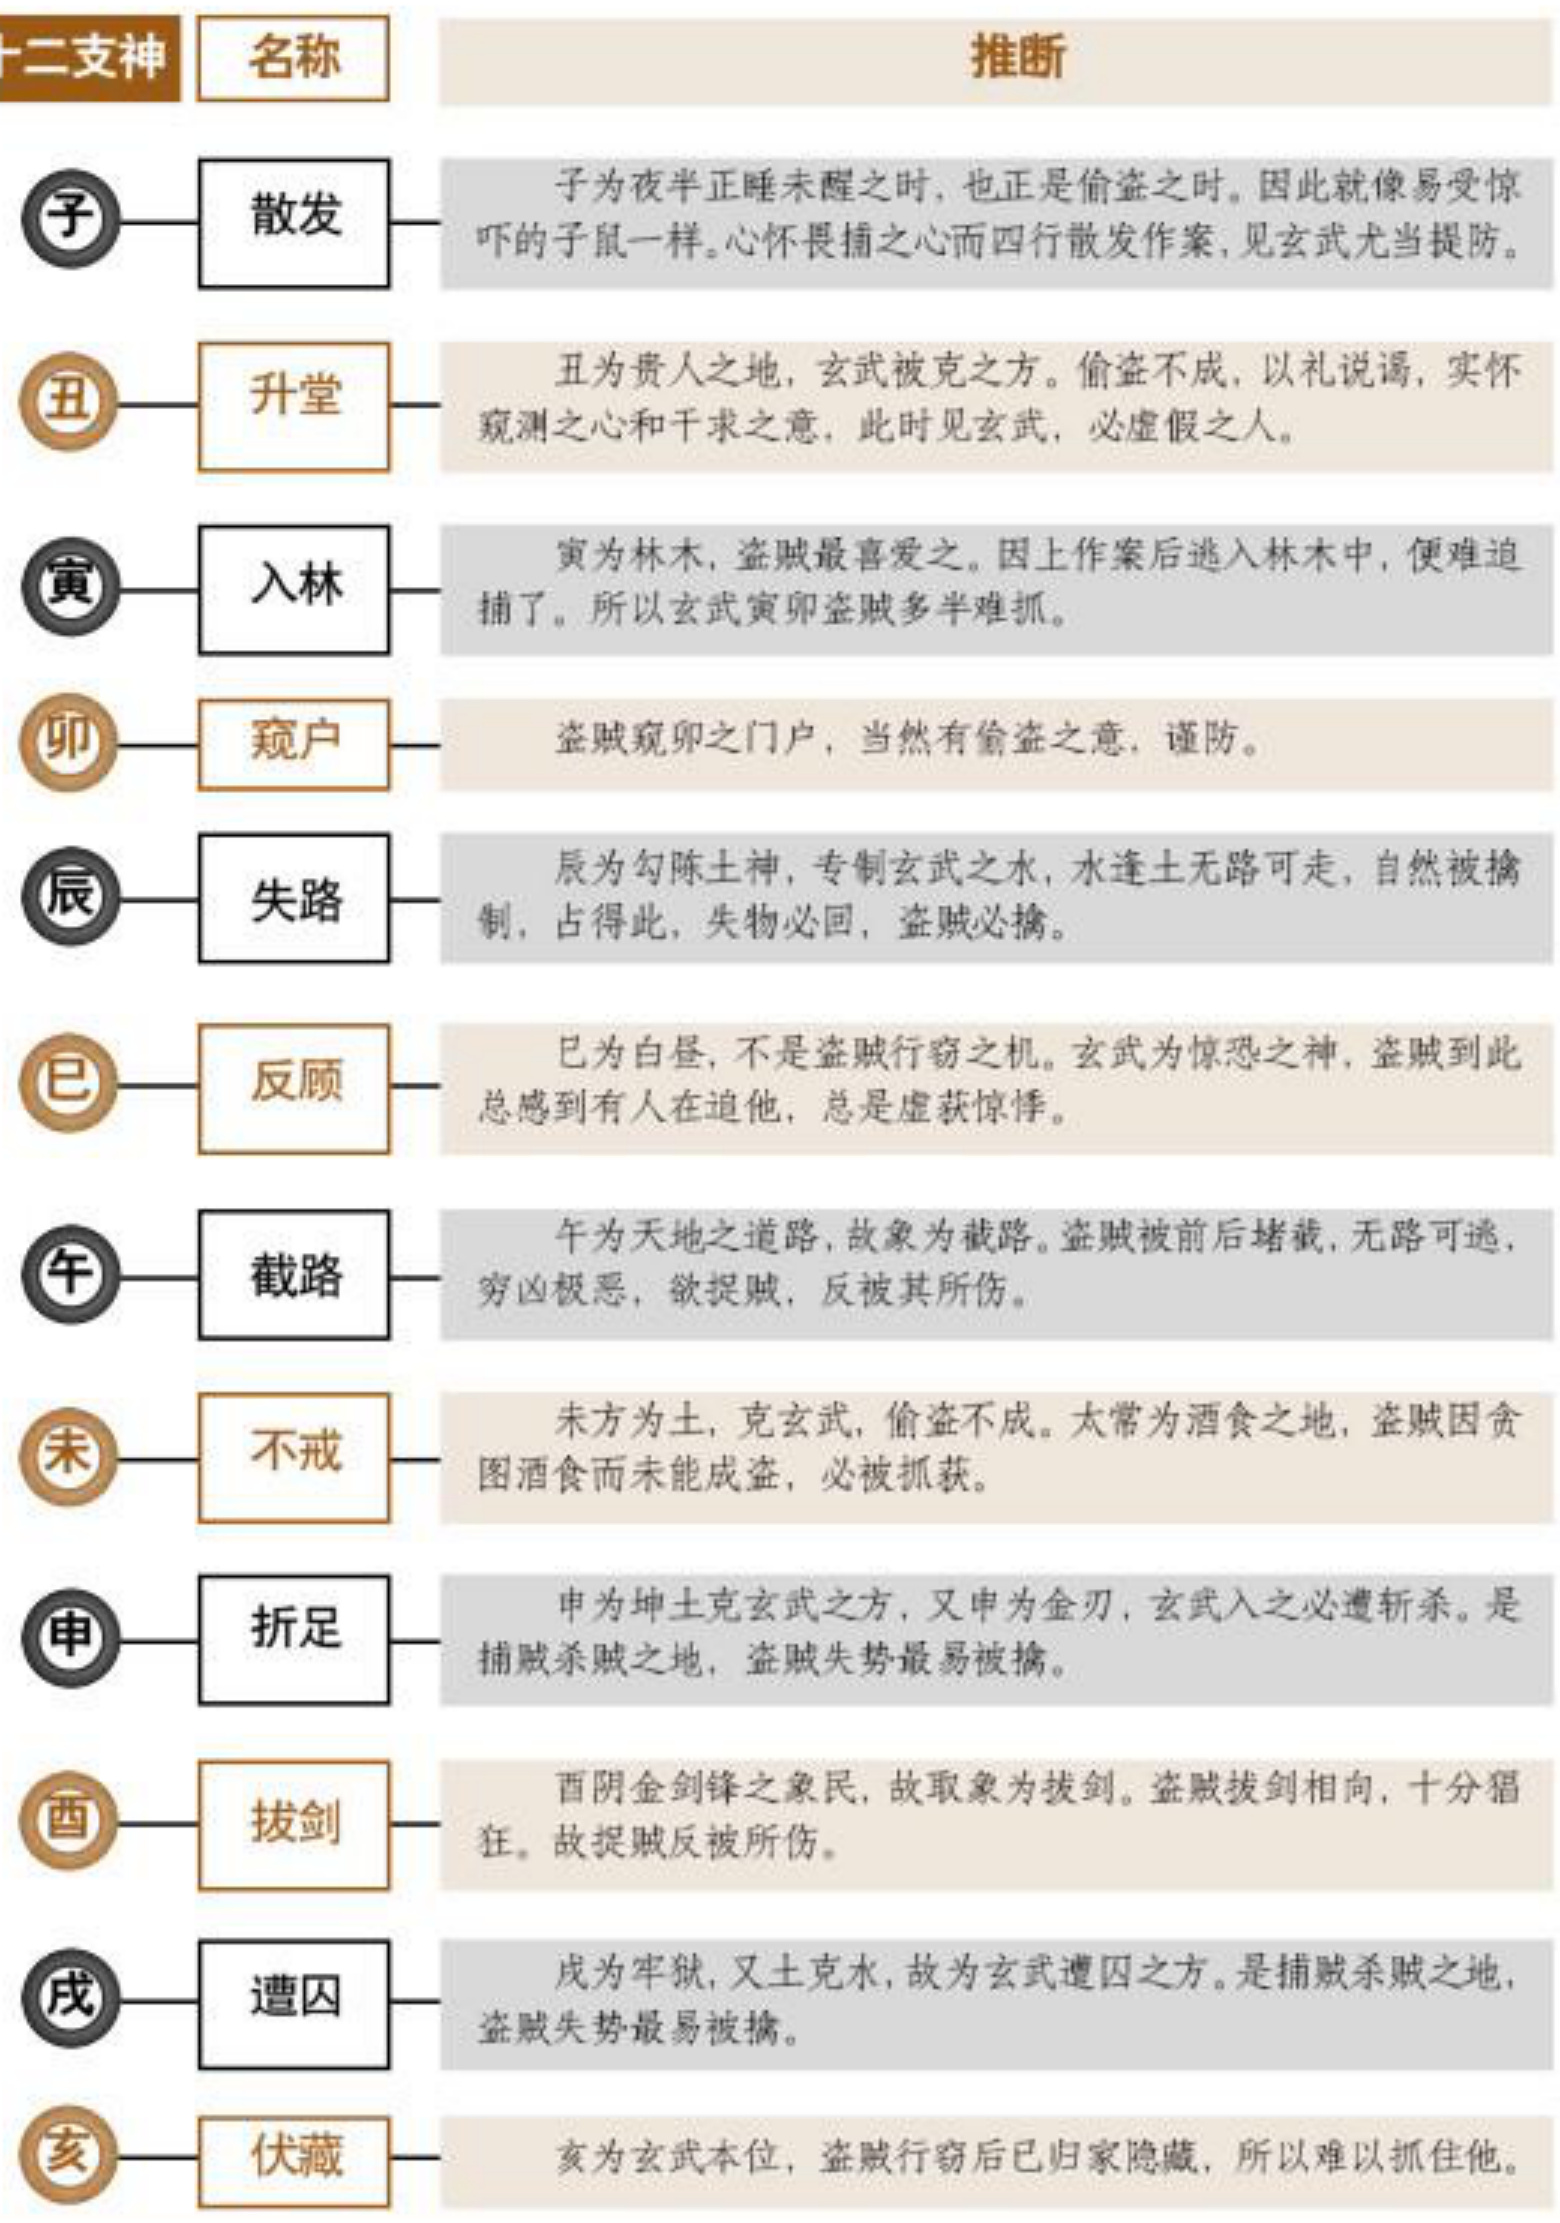 十二支神 名称 推断
子 散发 子为夜半正睡未醒之时，也正是偷盗之时。因此就像易受惊
吓的子鼠一样。心怀畏捕之心而四行散发作案，见玄武尤当提防。
丑 升堂 丑为贵人之地，玄武被克之方。偷盗不成，以礼说谒，实怀
窥测之心和干求之意，此时见玄武，必虚假之人。
寅 入林 寅为林木，盗贼最喜爱之。因上作案后逃入林木中，便难追
捕了。所以玄武寅卯盗贼多半难抓。
卯 窥户 盗贼窥卯之门户，当然有偷盗之意，谨防。
辰 失路 辰为勾陈土神，专制玄武之水，水逢土无路可走，自然被擒
制，占得此，失物必回，盗贼必擒。
巳 反顾 巳为白昼，不是盗贼行窃之机。玄武为惊恐之神，盗贼到此
总感到有人在追他，总是虚获惊悸。
午 截路 午为天地之道路，故象为截路。盗贼被前后堵截，无路可逃，
穷凶极恶，欲捉贼，反被其所伤。
未 不戒 未方为土，克玄武，偷盗不成。太常为酒食之地，盗贼因贪
图酒食而未能成盗，必被抓获。
申 折足 申为坤土克玄武之方，又申为金刃，玄武入之必遭斩杀。是
捕贼杀贼之地，盗贼失势最易被擒。
酉 拔剑 酉阴金剑锋之象民，故取象为拔剑。盗贼拔剑相向，十分猖
狂。故捉贼反被所伤。
戌 遭囚 戌为牢狱，又土克水，故为玄武遭囚之方。是捕贼杀贼之地，
盗贼失势最易被擒。
亥 伏藏 亥为玄武本位，盗贼行窃后已归家隐藏，所以难以抓住他。